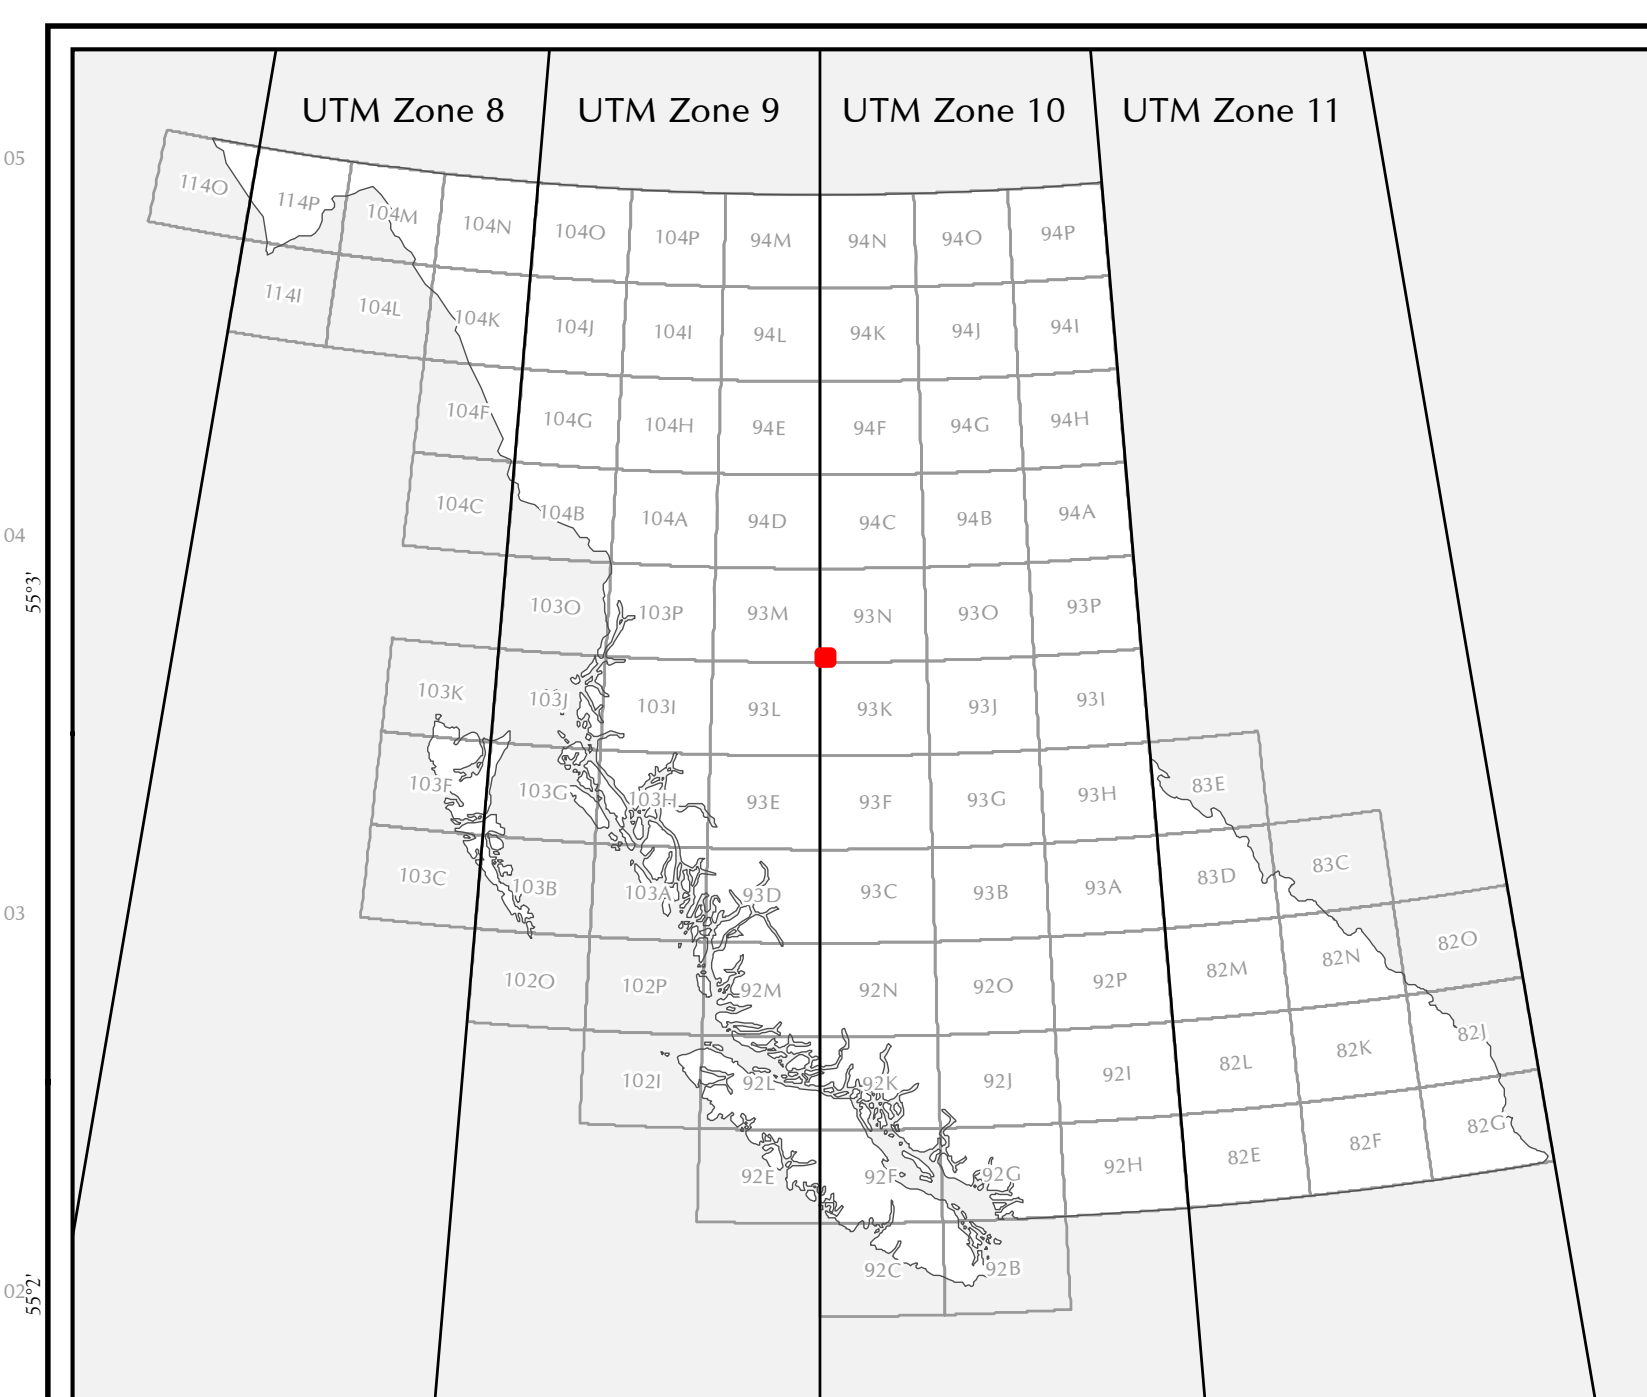 UTM Zone 8 UTM Zone 9 UTM Zone 10 UTM Zone 11
05
114O 114P 104M 104N 104O 104P 94M 94N 94O 94P
114I 104L 104K 104J 104I 94L 94K 94J 94I
104F 104G 104H 94E 94F 94G 94H
104C 104B 104A 94D 94C 94B 94A
04
55°3'
103O 103P 93M 93N 93O 93P
103K 103J 103I 93L 93K 93J 93I
103F 103G 103H 93E 93F 93G 93H 83E
103C 103B 103A 93D 93C 93B 93A 83D 83C
03
102O 102P 92M 92N 92O 92P 82M 82N 82O
102I 92L 92K 92J 92I 82L 82K 82J
92E 92F 92G 92H 82E 82F 82G
92C 92B
02
55°2'